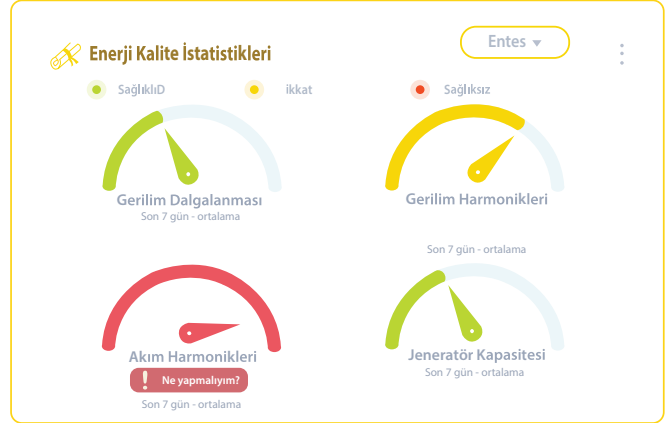 Enerji Kalite İstatistikleri
Entes
SağlıklıD
ikkat
Sağlıksız
Gerilim Dalgalanması
Son 7 gün - ortalama
Gerilim Harmonikleri
Son 7 gün - ortalama
Akım Harmonikleri
! Ne yapmalıyım?
Son 7 gün - ortalama
Jeneratör Kapasitesi
Son 7 gün - ortalama